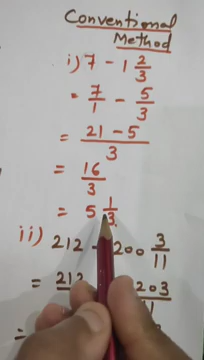 Conventional
Method
i) 7 - 1 2/3
= 7/1 - 5/3
= 21 - 5/3
= 16/3
= 5 1/3
ii) 212 - 200 3/11
= 212 203
=